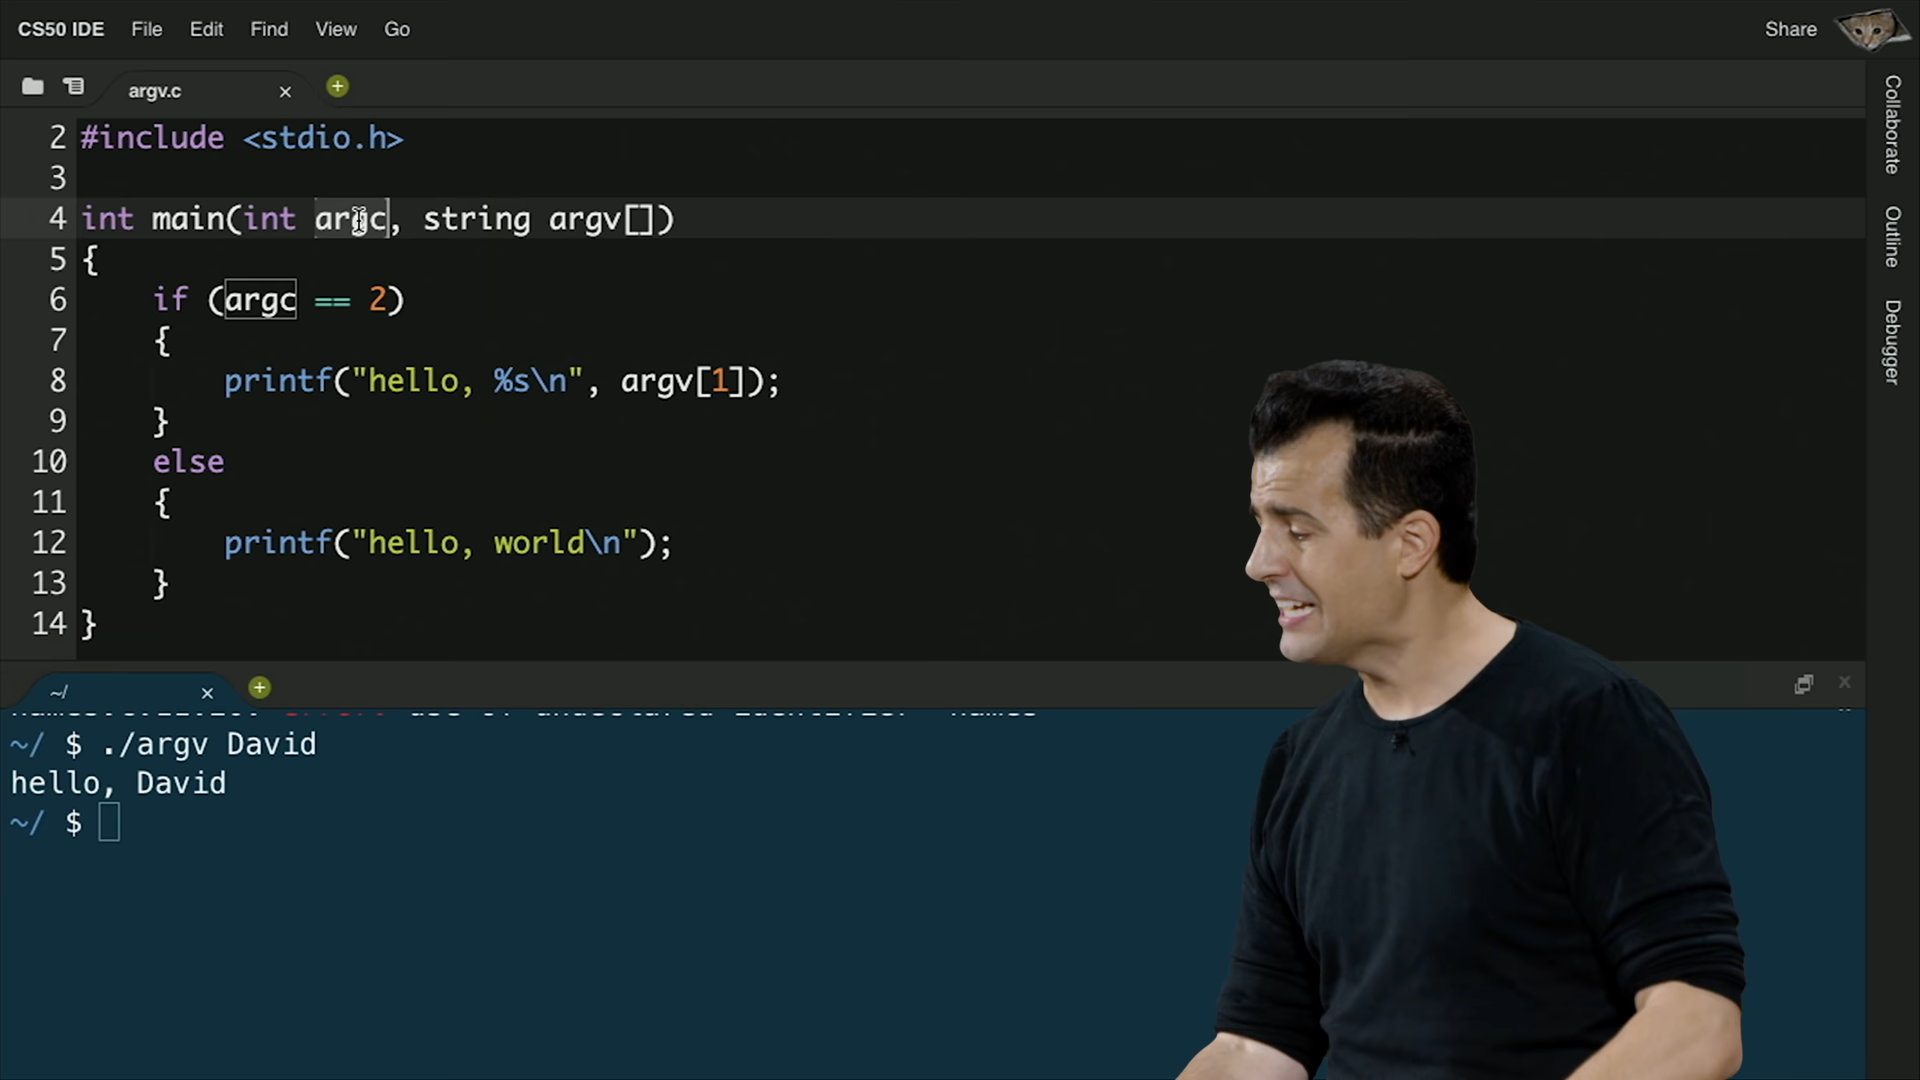 CS50 IDE File Edit Find View Go Share
argv.c
2 #include <stdio.h>
3
4 int main(int argc, string argv[])
5 {
6 if (argc == 2)
7 {
8 printf("hello, %s\n", argv[1]);
9 }
10 else
11 {
12 printf("hello, world\n");
13 }
14 }
Collaborate
Outline
Debugger
~/
~/ $ ./argv David
hello, David
~/ $